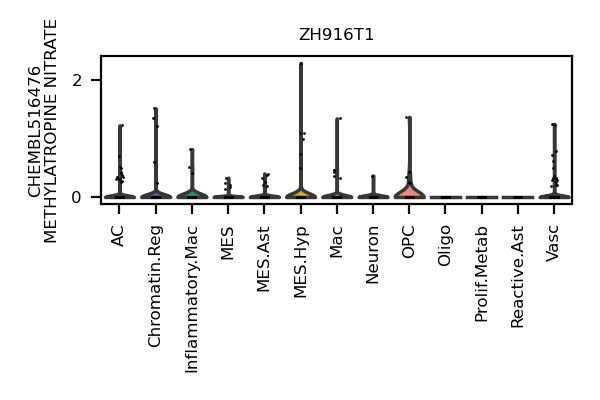 ZH916T1
CHEMBL516476
METHYLATROPINE NITRATE
2
0
AC
Chromatin.Reg
Inflammatory.Mac
MES
MES.Ast
MES.Hyp
Mac
Neuron
OPC
Oligo
Prolif.Metab
Reactive.Ast
Vasc